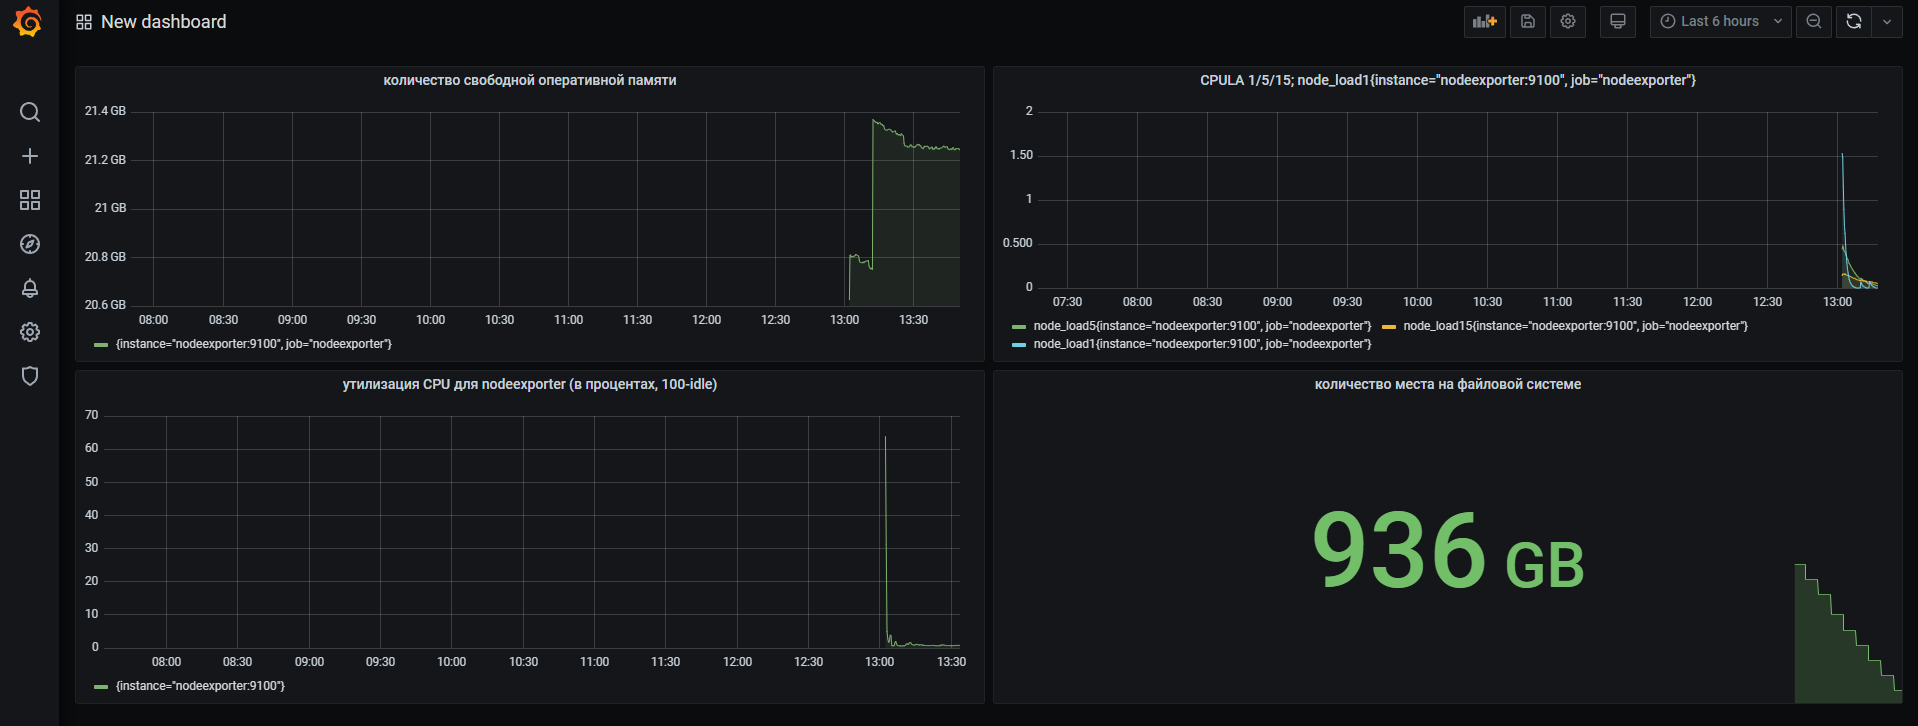 New dashboard
Last 6 hours
количество свободной оперативной памяти
21.4 GB
21.2 GB
21 GB
20.8 GB
20.6 GB
08:00 08:30 09:00 09:30 10:00 10:30 11:00 11:30 12:00 12:30 13:00 13:30
{instance="nodeexporter:9100", job="nodeexporter"}
CPULA 1/5/15; node_load1{instance="nodeexporter:9100", job="nodeexporter"}
2
1.50
1
0.500
0
07:30 08:00 08:30 09:00 09:30 10:00 10:30 11:00 11:30 12:00 12:30 13:00
node_load5{instance="nodeexporter:9100", job="nodeexporter"} node_load15{instance="nodeexporter:9100", job="nodeexporter"}
node_load1{instance="nodeexporter:9100", job="nodeexporter"}
утилизация CPU для nodeexporter (в процентах, 100-idle)
70
60
50
40
30
20
10
0
08:00 08:30 09:00 09:30 10:00 10:30 11:00 11:30 12:00 12:30 13:00 13:30
{instance="nodeexporter:9100"}
количество места на файловой системе
936 GB